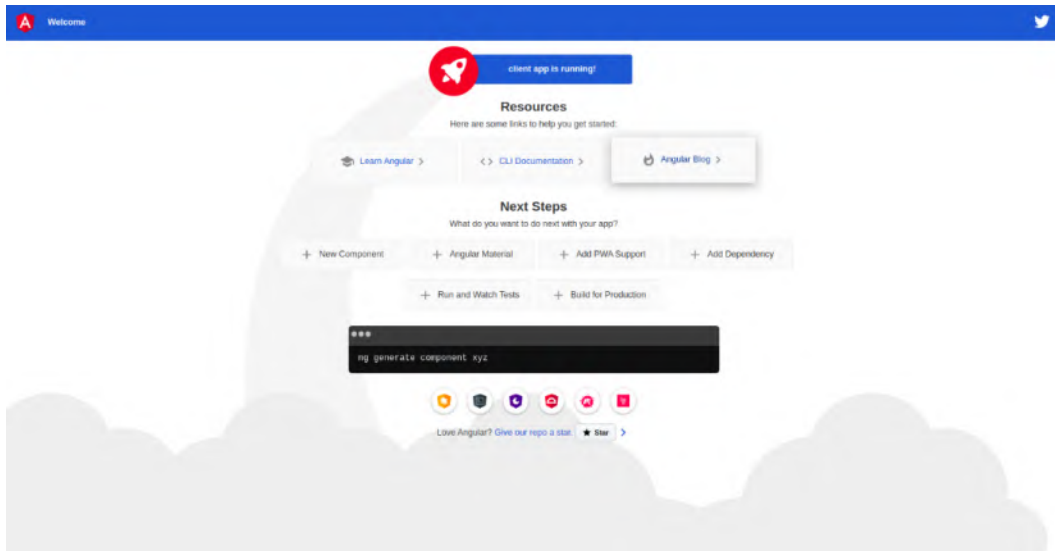 Welcome
client app is running!
Resources
Here are some links to help you get started:
Learn Angular
CLI Documentation
Angular Blog
Next Steps
What do you want to do next with your app?
New Component
Angular Material
Add PWA Support
Add Dependency
Run and Watch Tests
Build for Production
ng generate component xyz
Love Angular? Give our repo a star. Star